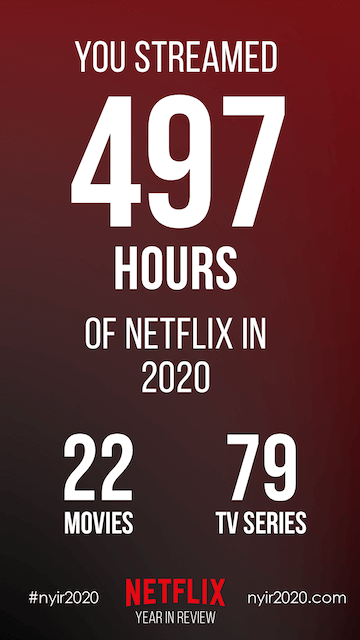 YOU STREAMED
497
HOURS
OF NETFLIX IN
2020
22 79
MOVIES TV SERIES
#nyir2020 NETFLIX nyir2020.com
YEAR IN REVIEW